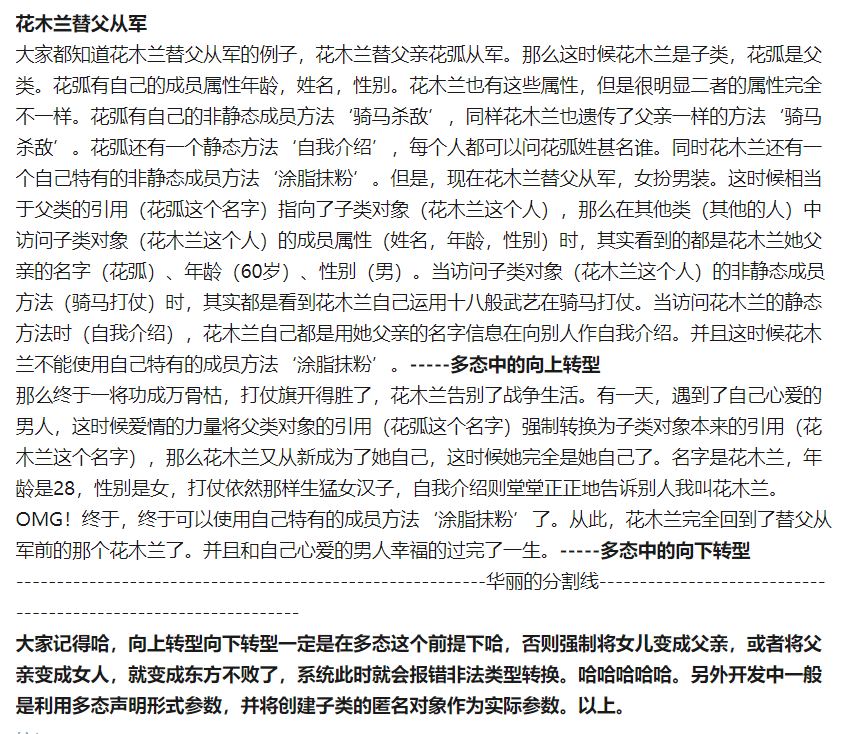 花木兰替父从军
大家都知道花木兰替父从军的例子，花木兰替父亲花弧从军。那么这时候花木兰是子类，花弧是父
类。花弧有自己的成员属性年龄，姓名，性别。花木兰也有这些属性，但是很明显二者的属性完全
不一样。花弧有自己的非静态成员方法‘骑马杀敌’，同样花木兰也遗传了父亲一样的方法‘骑马
杀敌’。花弧还有一个静态方法‘自我介绍’，每个人都可以问花弧姓甚名谁。同时花木兰还有一
个自己特有的非静态成员方法‘涂脂抹粉’。但是，现在花木兰替父从军，女扮男装。这时候相当
于父类的引用（花弧这个名字）指向了子类对象（花木兰这个人），那么在其他类（其他的人）中
访问子类对象（花木兰这个人）的成员属性（姓名，年龄，性别）时，其实看到的都是花木兰她父
亲的名字（花弧）、年龄（60岁）、性别（男）。当访问子类对象（花木兰这个人）的非静态成员
方法（骑马打仗）时，其实都是看到花木兰自己运用十八般武艺在骑马打仗。当访问花木兰的静态
方法时（自我介绍），花木兰自己都是用她父亲的名字信息在向别人作自我介绍。并且这时候花木
兰不能使用自己特有的成员方法‘涂脂抹粉’。-----多态中的向上转型
那么终于一将功成万骨枯，打仗旗开得胜了，花木兰告别了战争生活。有一天，遇到了自己心爱的
男人，这时候爱情的力量将父类对象的引用（花弧这个名字）强制转换为子类对象本来的引用（花
木兰这个名字），那么花木兰又从新成为了她自己，这时候她完全是她自己了。名字是花木兰，年
龄是28，性别是女，打仗依然那样生猛女汉子，自我介绍则堂堂正正地告诉别人我叫花木兰。
OMG！终于，终于可以使用自己特有的成员方法‘涂脂抹粉’了。从此，花木兰完全回到了替父从
军前的那个花木兰了。并且和自己心爱的男人幸福的过完了一生。-----多态中的向下转型
----------------------------------------------------------华丽的分割线----------------------------
-----------------------------------
大家记得哈，向上转型向下转型一定是在多态这个前提下哈，否则强制将女儿变成父亲，或者将父
亲变成女人，就变成东方不败了，系统此时就会报错非法类型转换。哈哈哈哈哈。另外开发中一般
是利用多态声明形式参数，并将创建子类的匿名对象作为实际参数。以上。